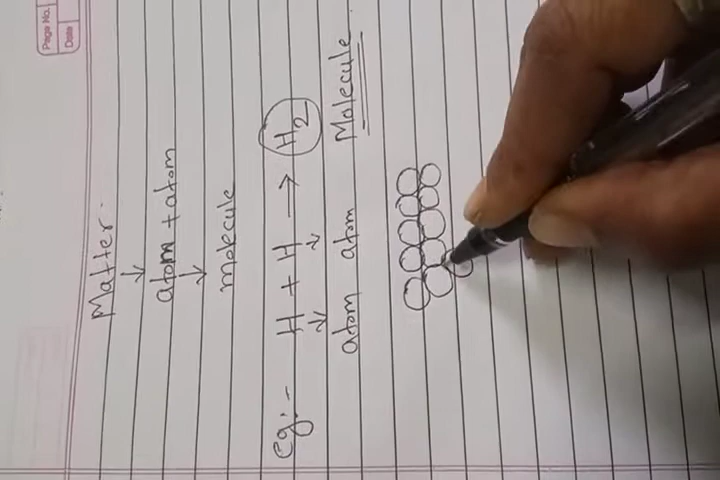 Page No.
Date
Matter.
↓
atom + atom
↓
molecule
eg:- H + H → H2
↓ ↓
atom atom Molecule